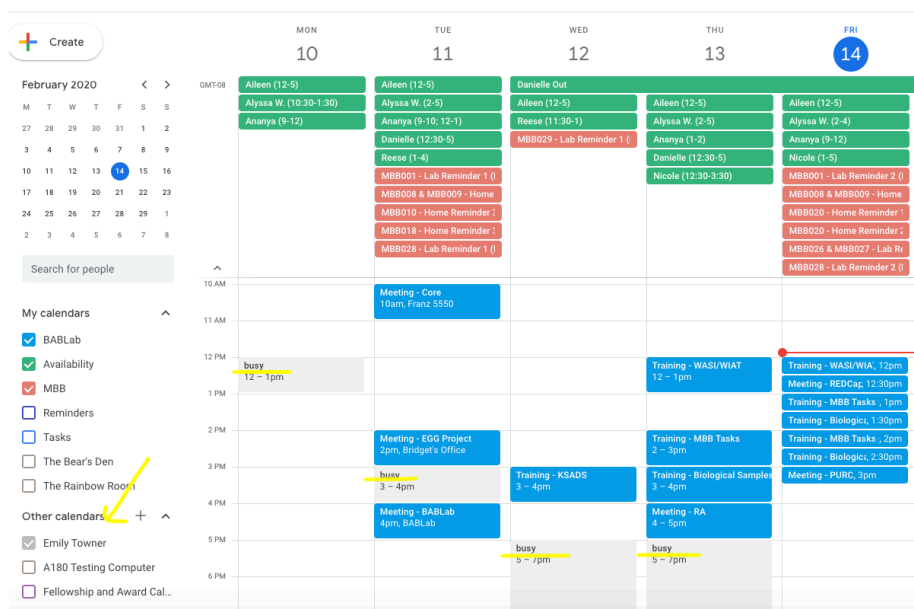 Create
February 2020
M T W T F S S
27 28 29 30 31 1 2
3 4 5 6 7 8 9
10 11 12 13 14 15 16
17 18 19 20 21 22 23
24 25 26 27 28 29 1
2 3 4 5 6 7 8
Search for people
My calendars
BABLab
Availability
MBB
Reminders
Tasks
The Bear's Den
The Rainbow Room
Other calendars
Emily Towner
A180 Testing Computer
Fellowship and Award Cal...
MON TUE WED THU FRI
10 11 12 13 14
GMT-08
Aileen (12-5)
Alyssa W. (10:30-1:30)
Ananya (9-12)
Aileen (12-5)
Alyssa W. (2-5)
Ananya (9-10; 12-1)
Danielle (12:30-5)
Reese (1-4)
MBB001 - Lab Reminder 1 (
MBB008 & MBB009 - Home
MBB010 - Home Reminder
MBB018 - Home Reminder
MBB028 - Lab Reminder 1 (
Danielle Out
Aileen (12-5)
Reese (11:30-1)
MBB029 - Lab Reminder 1 (
Aileen (12-5)
Alyssa W. (2-5)
Ananya (1-2)
Danielle (12:30-5)
Nicole (12:30-3:30)
Aileen (12-5)
Alyssa W. (2-4)
Ananya (9-12)
Nicole (1-5)
MBB001 - Lab Reminder 2 (
MBB008 & MBB009 - Home
MBB020 - Home Reminder
MBB020 - Home Reminder
MBB026 & MBB027 - Lab Re
MBB028 - Lab Reminder 2 (
10 AM
11 AM
12 PM
1 PM
2 PM
3 PM
4 PM
5 PM
6 PM
busy
12 – 1pm
Meeting - Core
10am, Franz 5550
Meeting - EGG Project
2pm, Bridget's Office
busy
3 – 4pm
Meeting - BABLab
4pm, BABLab
Training - KSADS
3 – 4pm
busy
5 – 7pm
Training - WASI/WIAT
12 – 1pm
Training - MBB Tasks
2 – 3pm
Training - Biological Samples
3 – 4pm
Meeting - RA
4 – 5pm
busy
5 – 7pm
Training - WASI/WIA, 12pm
Meeting - REDCap, 12:30pm
Training - MBB Tasks , 1pm
Training - Biologica, 1:30pm
Training - MBB Tasks , 2pm
Training - Biologica, 2:30pm
Meeting - PURC, 3pm